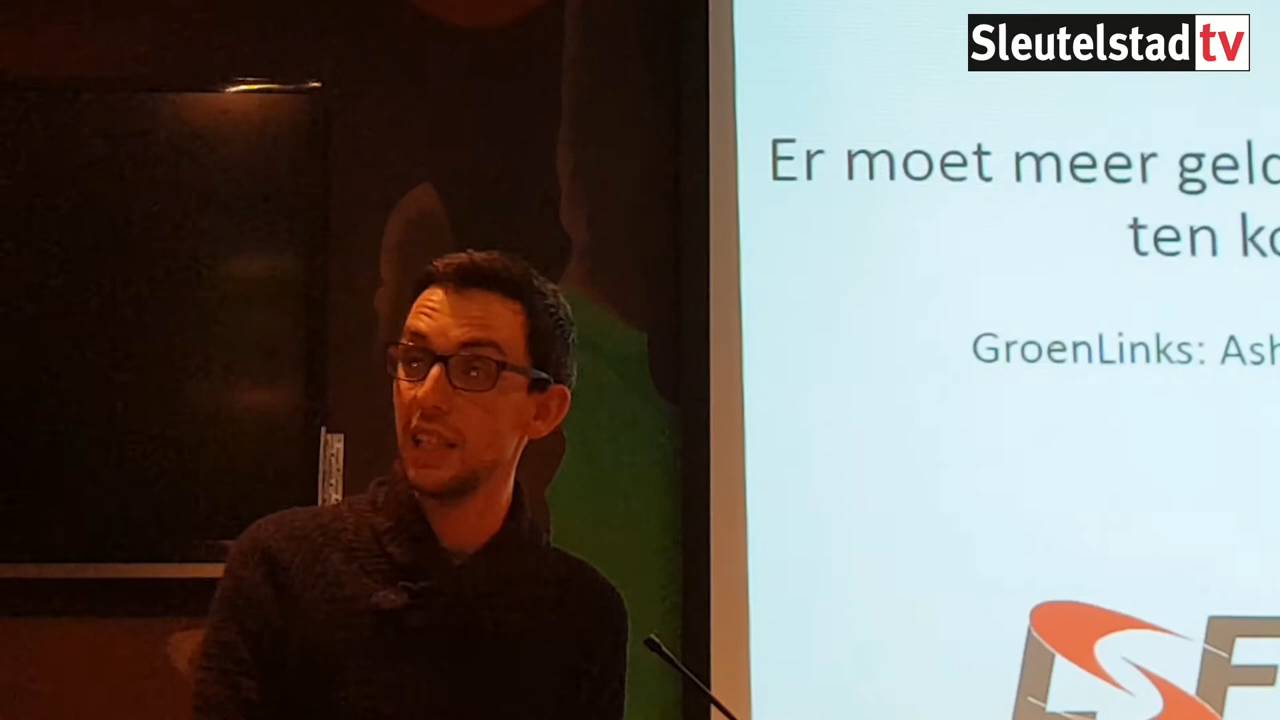 Sleutelstad tv
Er moet meer geld
ten ko
GroenLinks: Ash